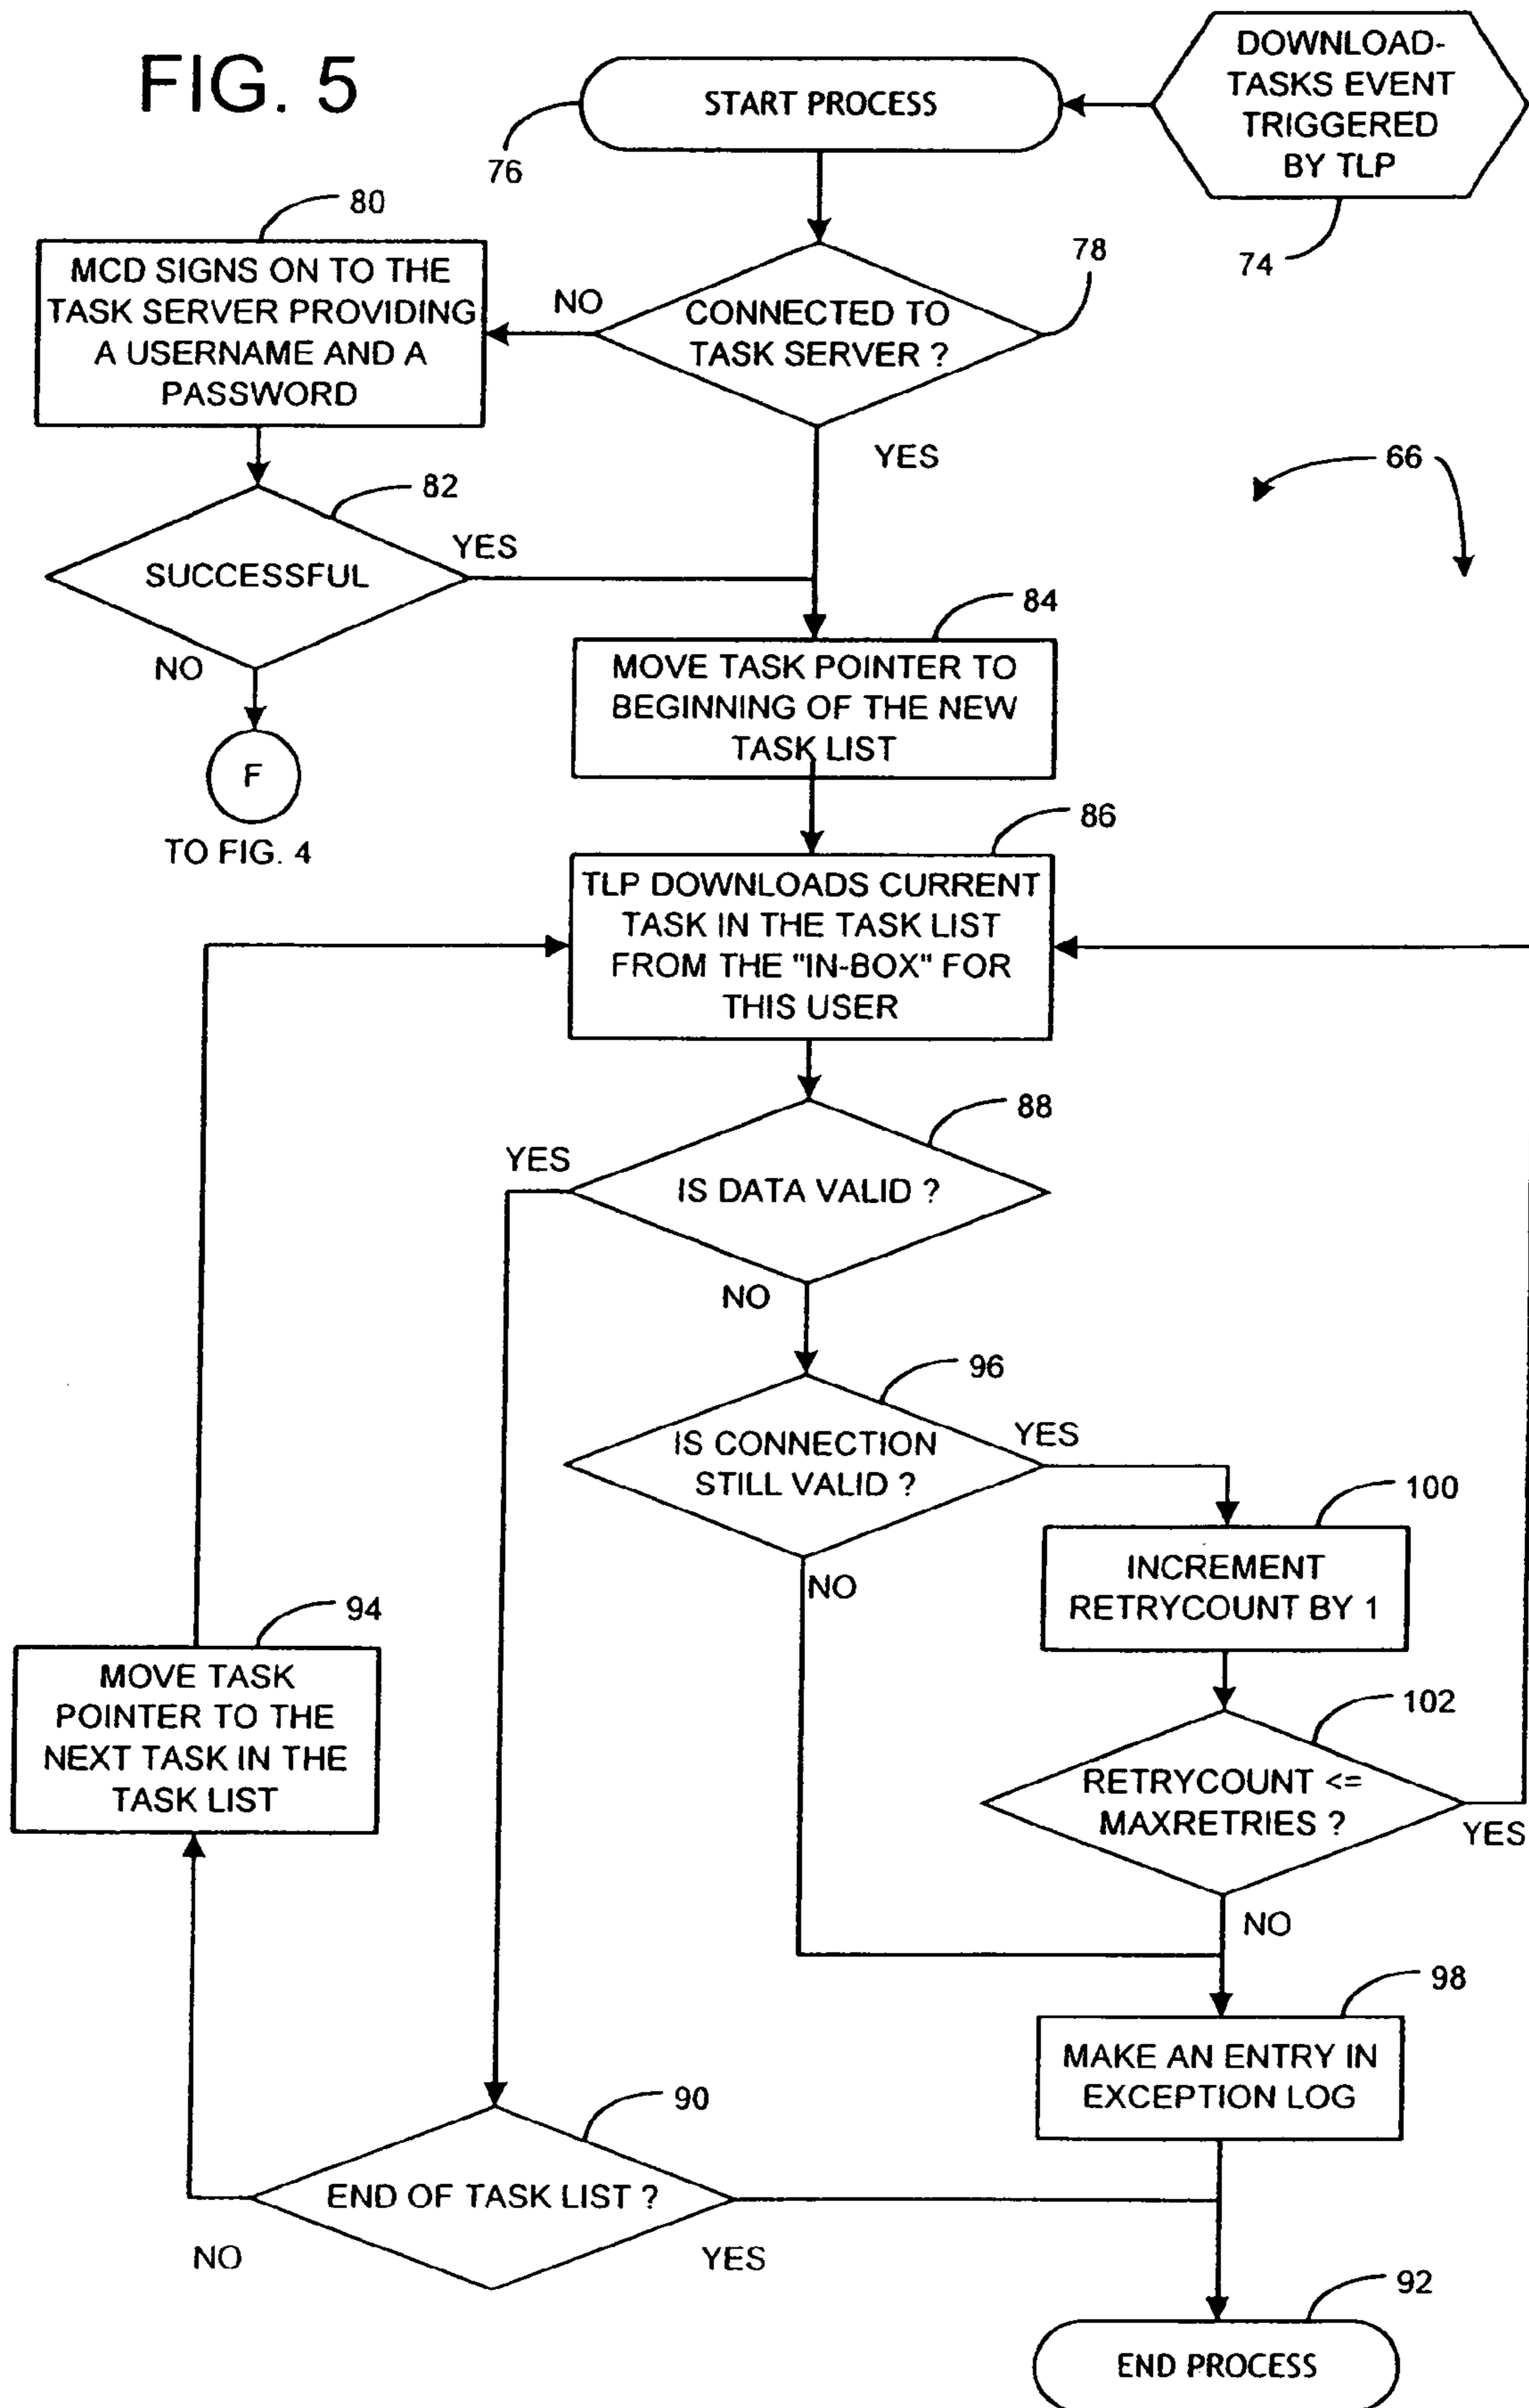 FIG. 5
START PROCESS
DOWNLOAD-
TASKS EVENT
TRIGGERED
BY TLP
76
74
80
MCD SIGNS ON TO THE
TASK SERVER PROVIDING
A USERNAME AND A
PASSWORD
NO
CONNECTED TO
TASK SERVER ?
78
YES
66
82
SUCCESSFUL
YES
NO
F
TO FIG. 4
84
MOVE TASK POINTER TO
BEGINNING OF THE NEW
TASK LIST
86
TLP DOWNLOADS CURRENT
TASK IN THE TASK LIST
FROM THE "IN-BOX" FOR
THIS USER
88
YES
IS DATA VALID ?
NO
96
IS CONNECTION
STILL VALID ?
YES
NO
100
INCREMENT
RETRYCOUNT BY 1
94
MOVE TASK
POINTER TO THE
NEXT TASK IN THE
TASK LIST
102
RETRYCOUNT <=
MAXRETRIES ?
YES
NO
98
MAKE AN ENTRY IN
EXCEPTION LOG
90
END OF TASK LIST ?
NO
YES
92
END PROCESS